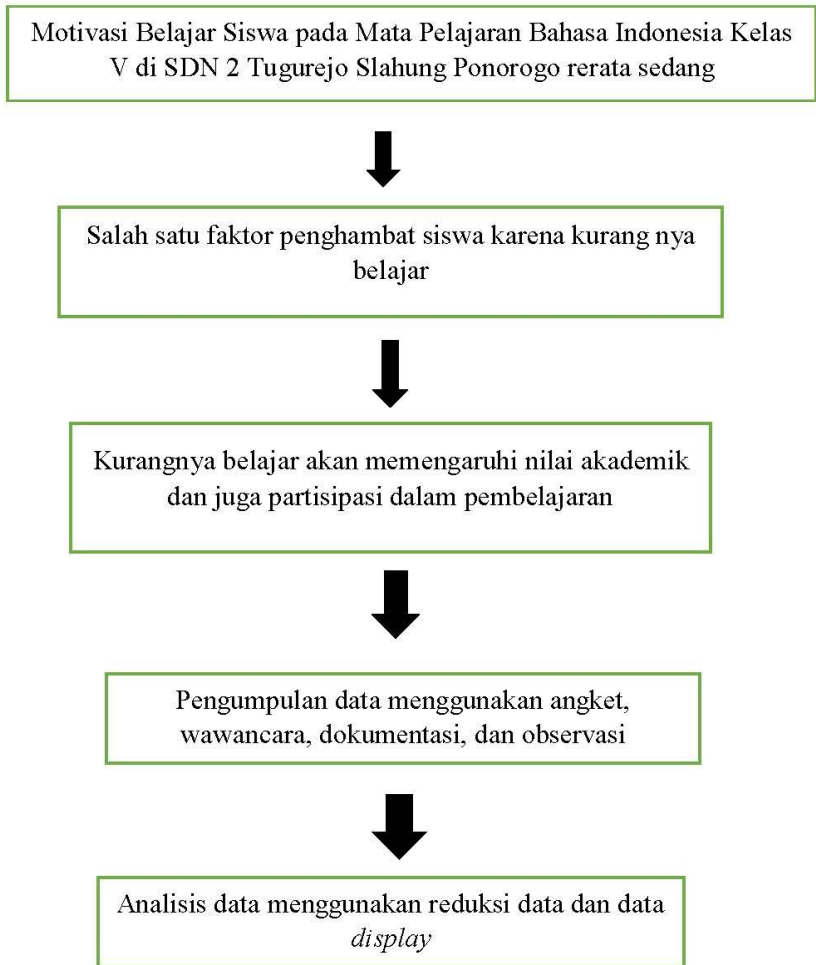 Motivasi Belajar Siswa pada Mata Pelajaran Bahasa Indonesia Kelas
V di SDN 2 Tugurejo Slahung Ponorogo rerata sedang
Salah satu faktor penghambat siswa karena kurang nya
belajar
Kurangnya belajar akan memengaruhi nilai akademik
dan juga partisipasi dalam pembelajaran
Pengumpulan data menggunakan angket,
wawancara, dokumentasi, dan observasi
Analisis data menggunakan reduksi data dan data
display